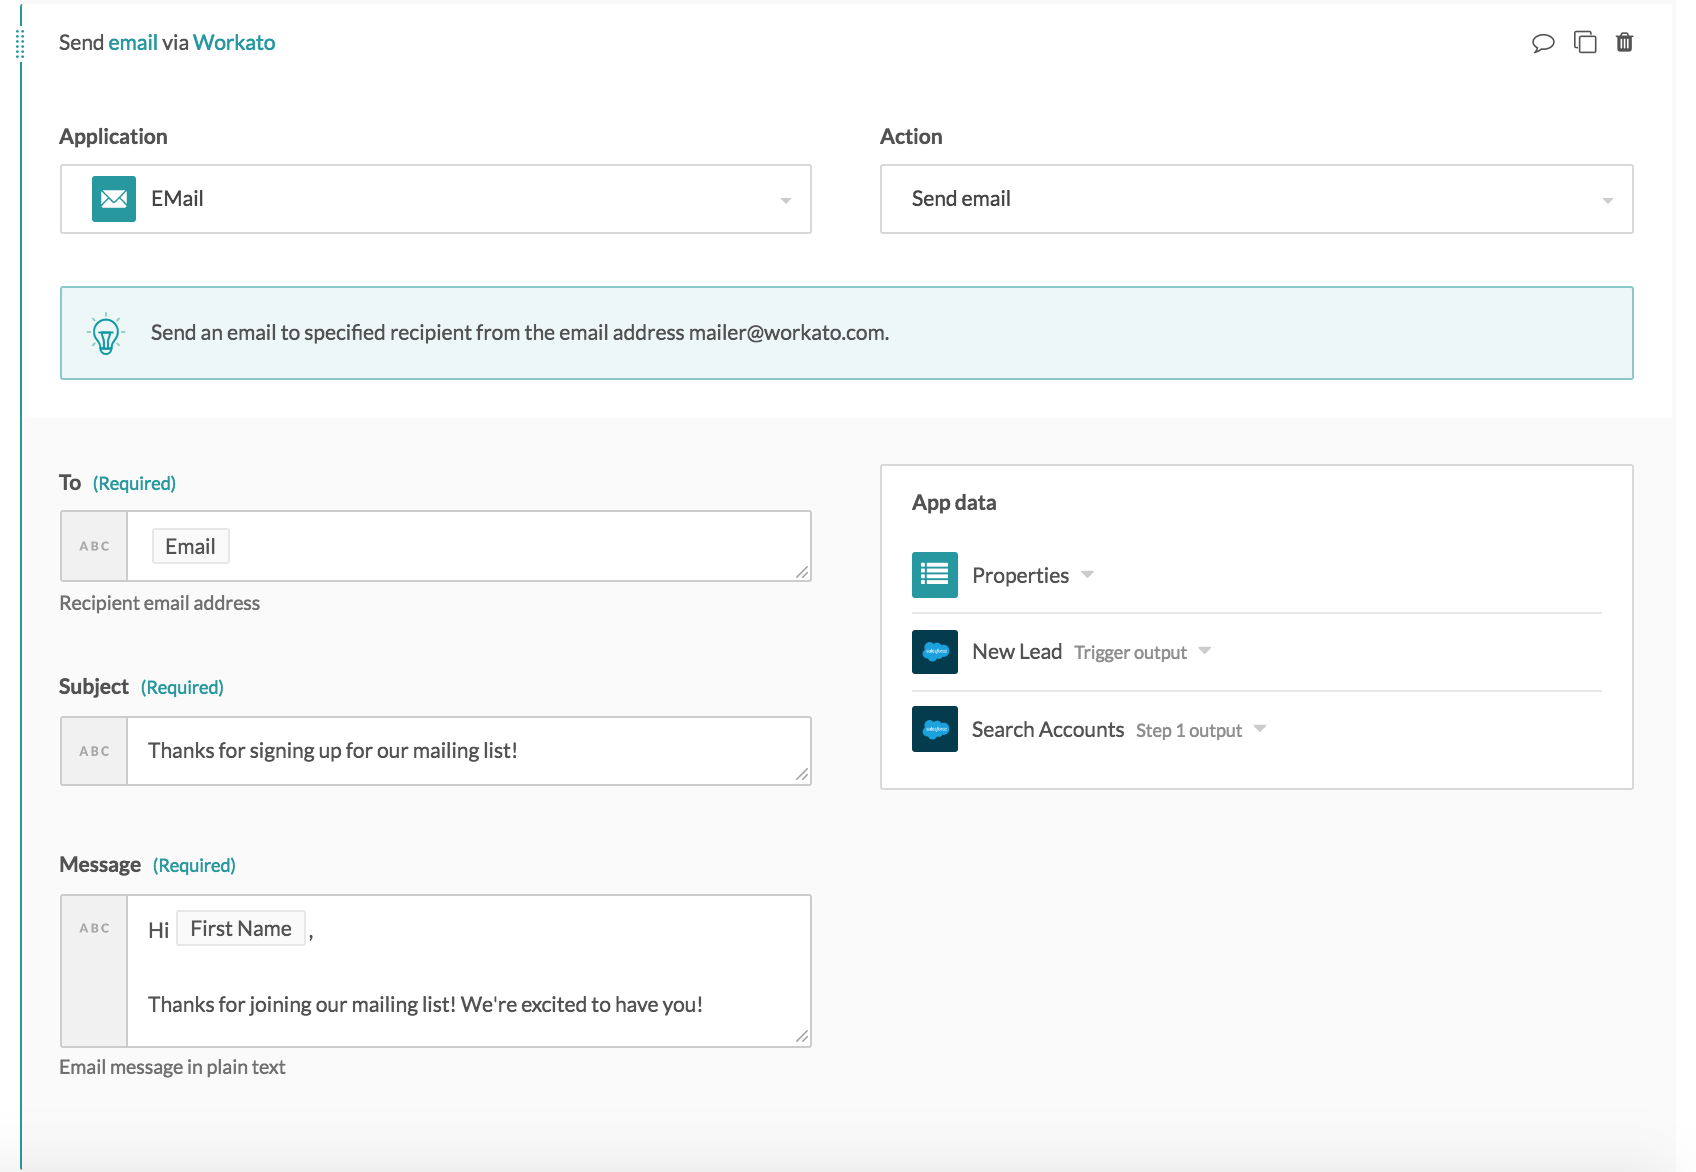 Send email via Workato
Application
EMail
Action
Send email
Send an email to specified recipient from the email address mailer@workato.com.
To (Required)
ABC Email
Recipient email address
Subject (Required)
ABC Thanks for signing up for our mailing list!
Message (Required)
ABC Hi First Name ,
Thanks for joining our mailing list! We're excited to have you!
Email message in plain text
App data
Properties
salesforce New Lead Trigger output
salesforce Search Accounts Step 1 output